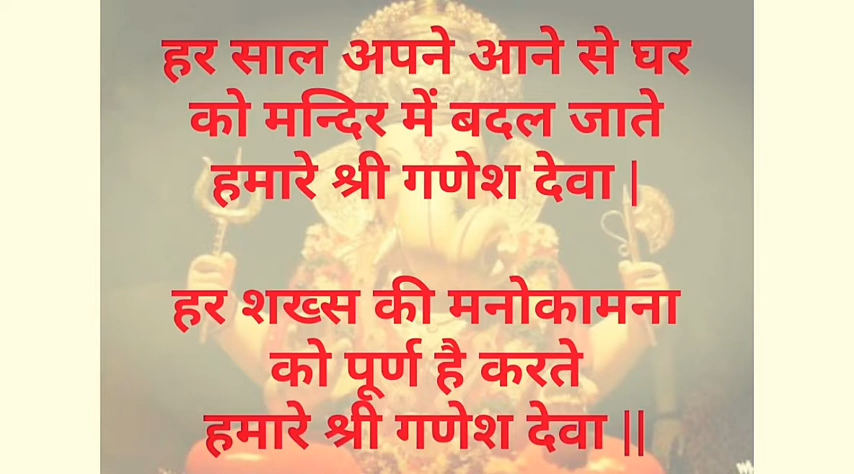 हर साल अपने आने से घर
को मन्दिर में बदल जाते
हमारे श्री गणेश देवा |
हर शख्स की मनोकामना
को पूर्ण है करते
हमारे श्री गणेश देवा ||